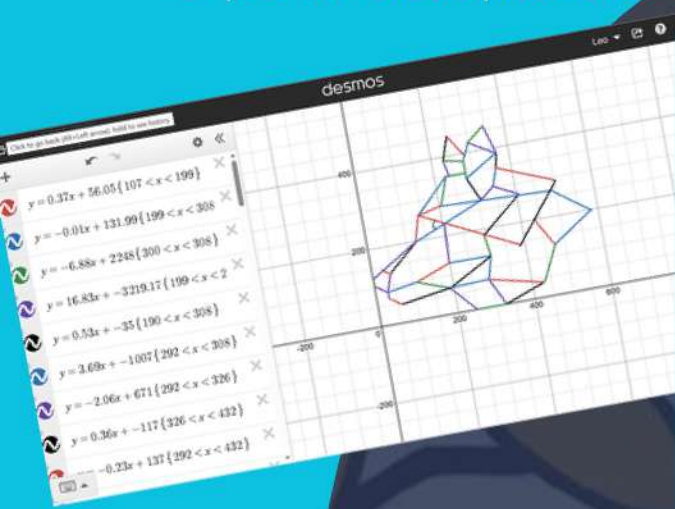 Leo
desmos
Click to go back (Alt+Left arrow), hold to see history
y = 0.37x + 56.05{107 < x < 199}
y = −0.01x + 131.99{199 < x < 308
y = −6.88x + 2248{300 < x < 308}
y = 16.83x + −3219.17{199 < x < 2
y = 0.53x + −35{190 < x < 308}
y = 3.69x + −1007{292 < x < 308}
y = −2.06x + 671{292 < x < 326}
y = 0.36x + −117{326 < x < 432}
−0.23x + 137{292 < x < 432}
400
200
-200
0
200
400
600
-200